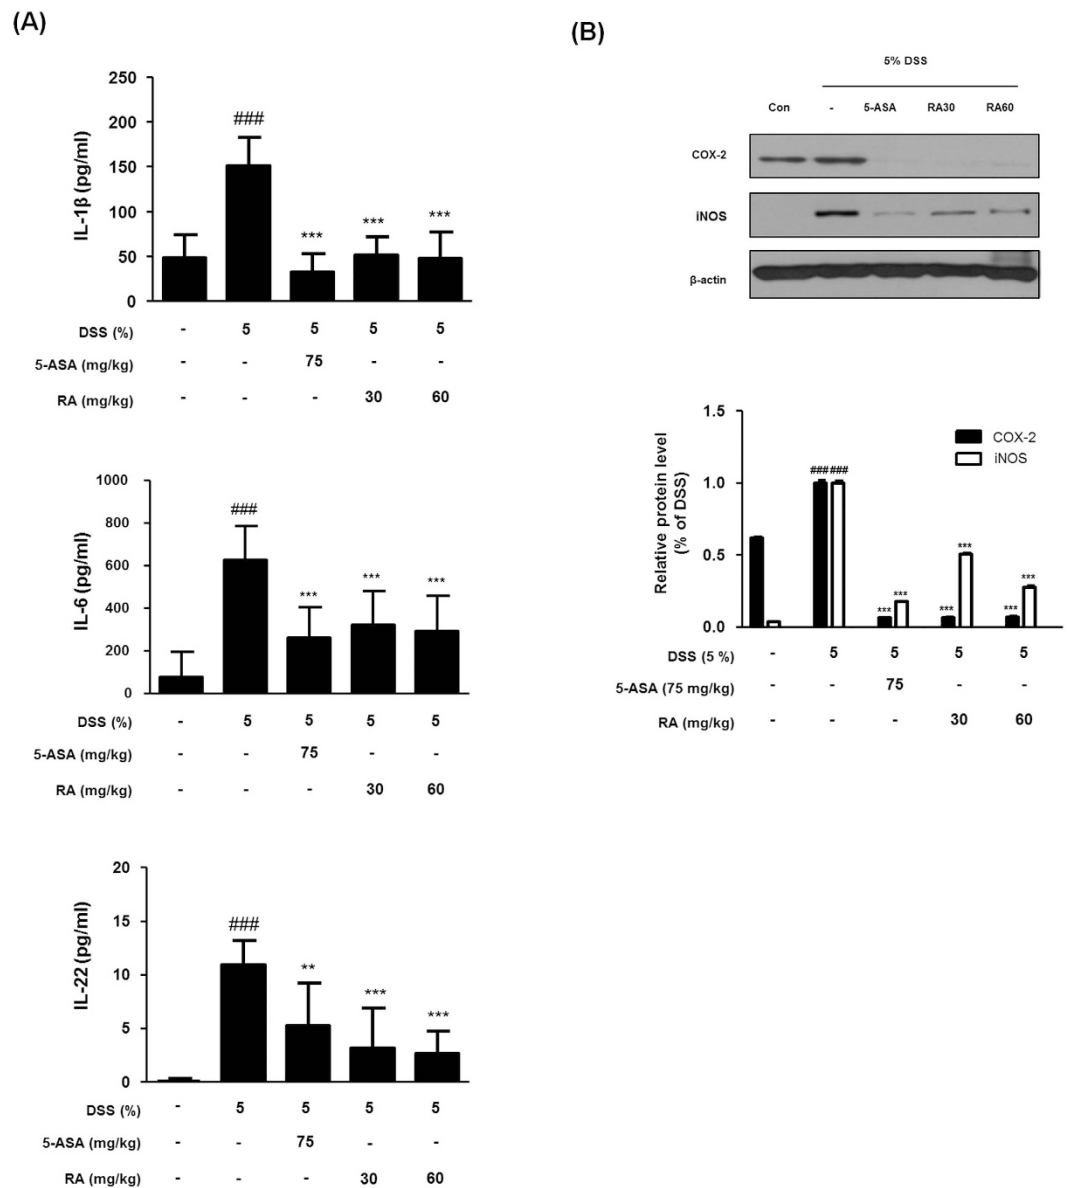 (A)
IL-1β (pg/ml)
250
200
150
100
50
0
###
***
***
***
DSS (%) - 5 5 5 5
5-ASA (mg/kg) - - 75 - -
RA (mg/kg) - - - 30 60
IL-6 (pg/ml)
1000
800
600
400
200
0
###
***
***
***
DSS (%) - 5 5 5 5
5-ASA (mg/kg) - - 75 - -
RA (mg/kg) - - - 30 60
IL-22 (pg/ml)
20
15
10
5
0
###
**
***
***
DSS (%) - 5 5 5 5
5-ASA (mg/kg) - - 75 - -
RA (mg/kg) - - - 30 60
(B)
5% DSS
Con - 5-ASA RA30 RA60
COX-2
iNOS
β-actin
Relative protein level
(% of DSS)
1.5
1.0
0.5
0.0
COX-2
iNOS
### ###
*** ***
*** ***
*** ***
DSS (5 %) - 5 5 5 5
5-ASA (75 mg/kg) - - 75 - -
RA (mg/kg) - - - 30 60